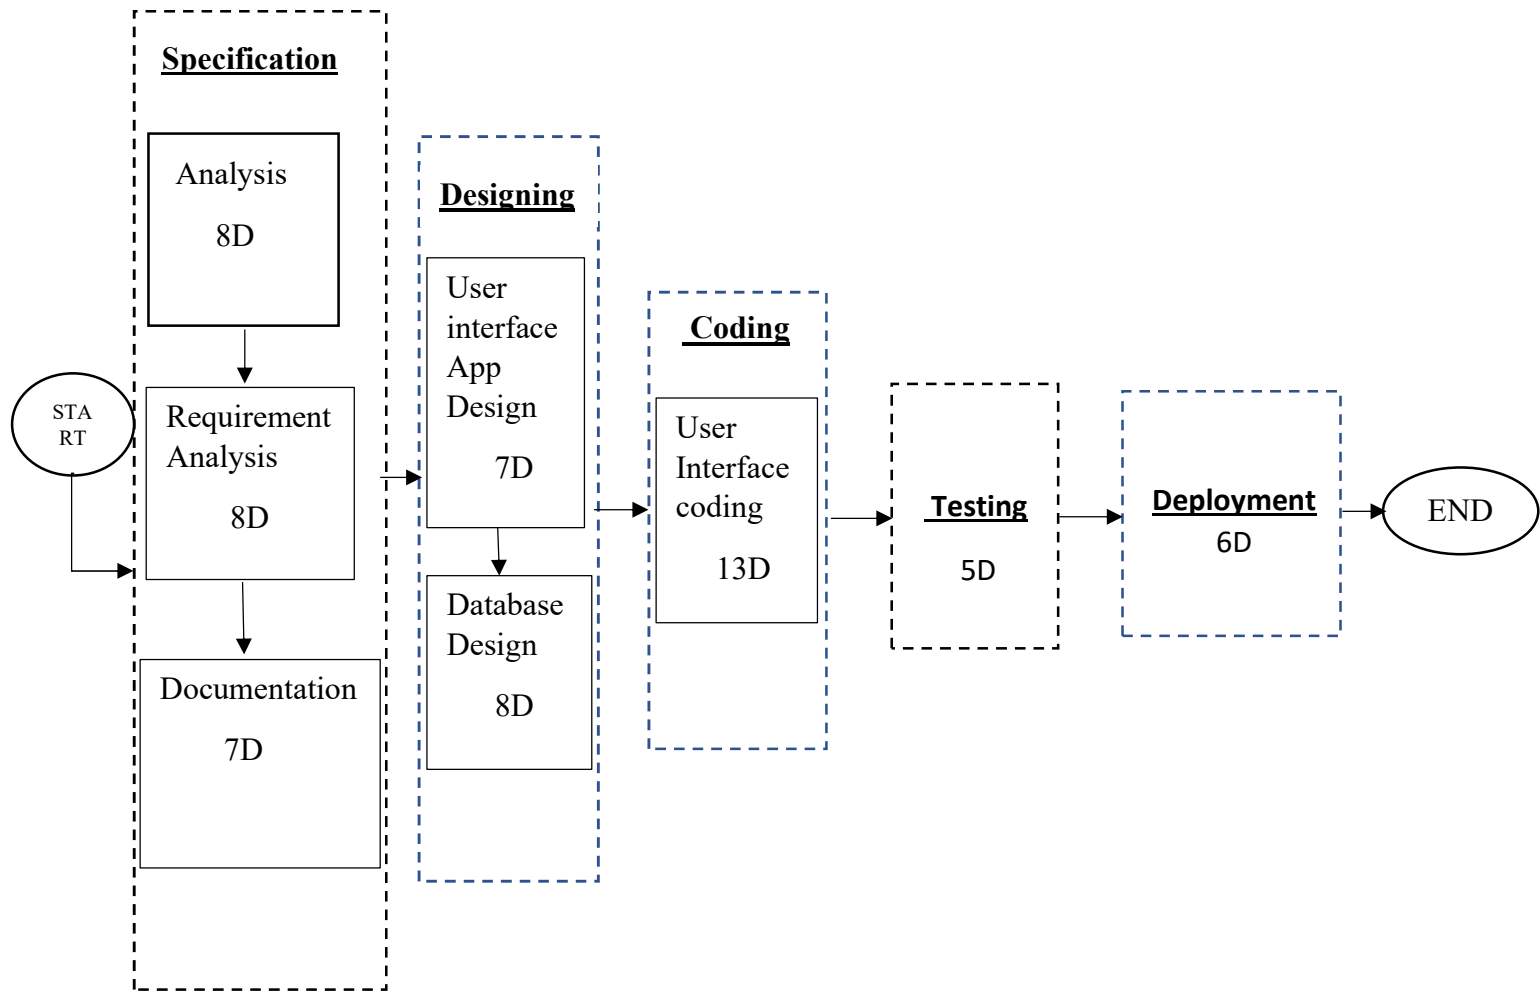 STA
RT
Specification
Analysis
8D
Requirement
Analysis
8D
Documentation
7D
Designing
User
interface
App
Design
7D
Database
Design
8D
Coding
User
Interface
coding
13D
Testing
5D
Deployment
6D
END